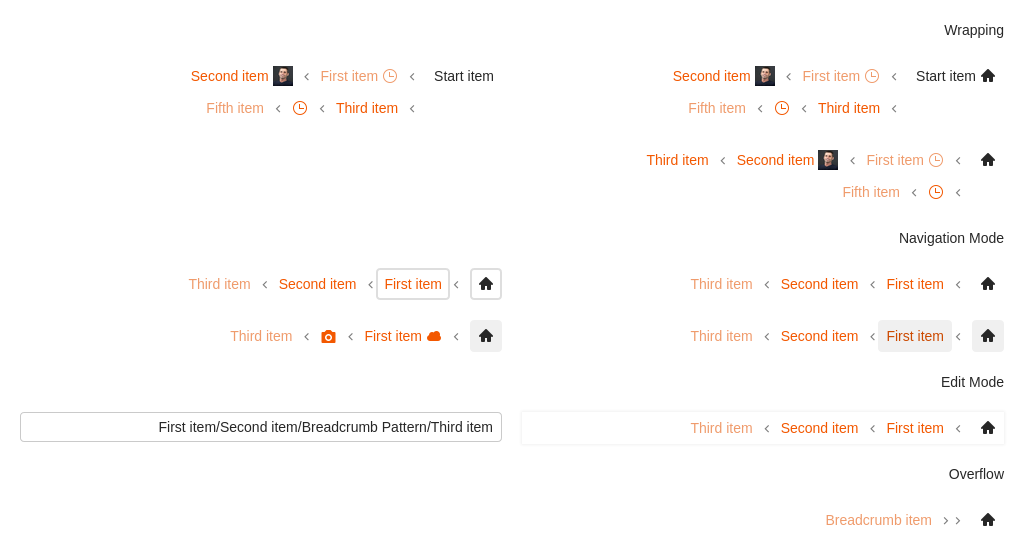 Wrapping
Start item First item Second item
Third item Fifth item
Start item First item Second item
Third item Fifth item
First item Second item Third item
Fifth item
Navigation Mode
First item Second item Third item
First item Second item Third item
First item Second item Third item
First item Third item
Edit Mode
First item Second item Third item
First item/Second item/Breadcrumb Pattern/Third item
Overflow
Breadcrumb item